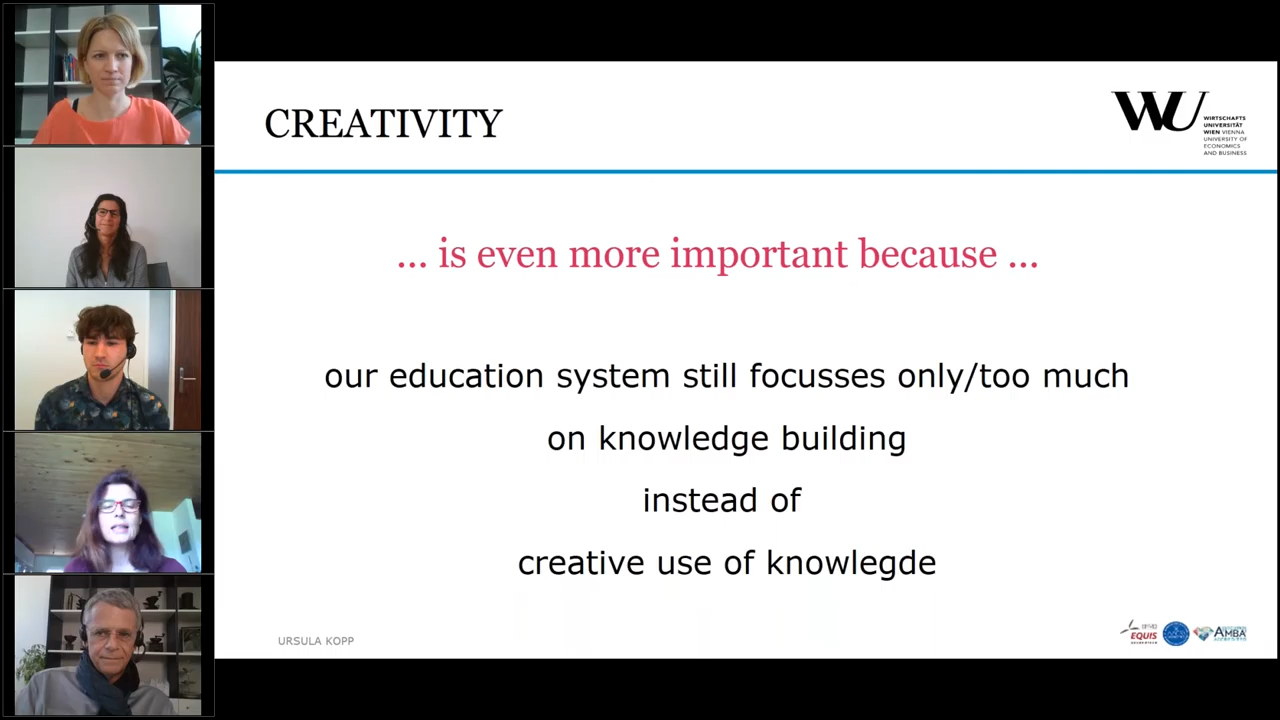 CREATIVITY
WU
WIRTSCHAFTS
UNIVERSITÄT
WIEN VIENNA
UNIVERSITY OF
ECONOMICS
AND BUSINESS
... is even more important because ...
our education system still focusses only/too much
on knowledge building
instead of
creative use of knowlegde
URSULA KOPP
EQUIS
AMBA